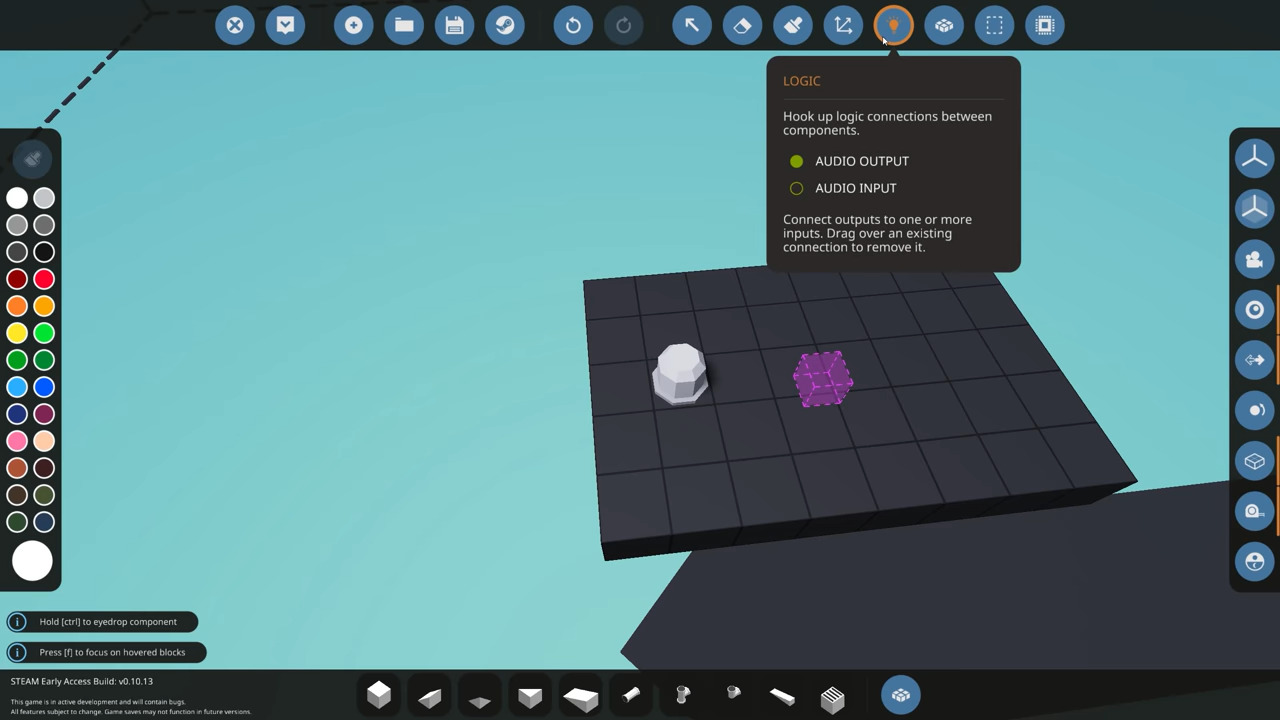 LOGIC
Hook up logic connections between
components.
AUDIO OUTPUT
AUDIO INPUT
Connect outputs to one or more
inputs. Drag over an existing
connection to remove it.
Hold [ctrl] to eyedrop component
Press [f] to focus on hovered blocks
STEAM Early Access Build: v0.10.13
This game is in active development and will contain bugs.
All features subject to change. Game saves may not function in future versions.